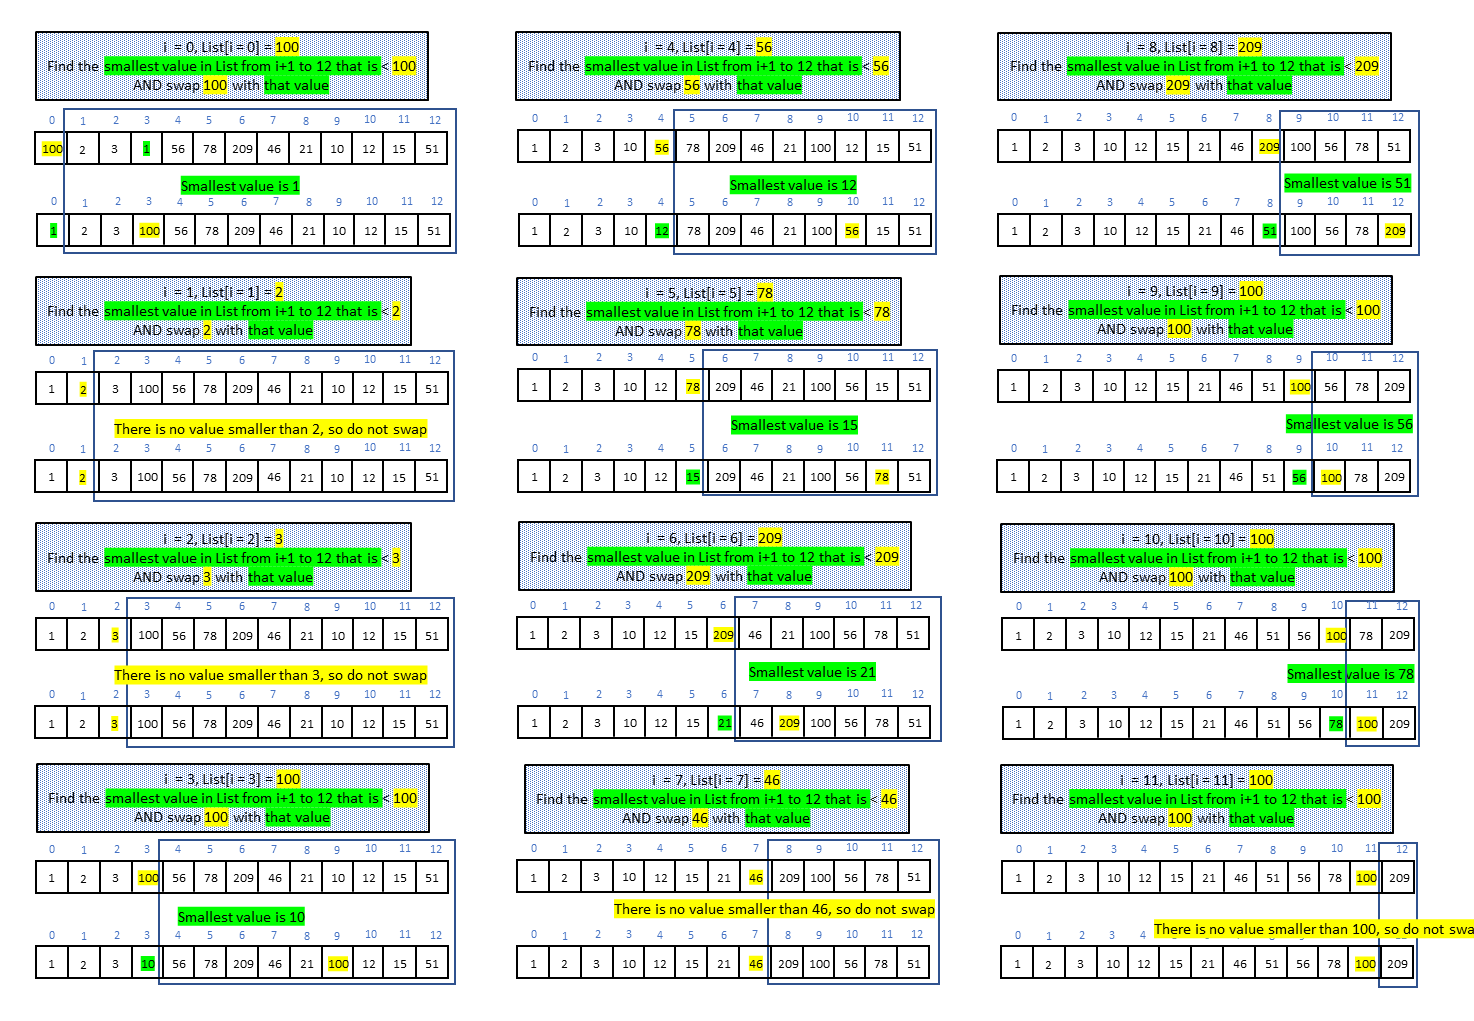 i = 0, List[i = 0] = 100
Find the smallest value in List from i+1 to 12 that is < 100
AND swap 100 with that value
0 1 2 3 4 5 6 7 8 9 10 11 12
100 2 3 1 56 78 209 46 21 10 12 15 51
Smallest value is 1
0 1 2 3 4 5 6 7 8 9 10 11 12
1 2 3 100 56 78 209 46 21 10 12 15 51
i = 1, List[i = 1] = 2
Find the smallest value in List from i+1 to 12 that is < 2
AND swap 2 with that value
0 1 2 3 4 5 6 7 8 9 10 11 12
1 2 3 100 56 78 209 46 21 10 12 15 51
There is no value smaller than 2, so do not swap
0 1 2 3 4 5 6 7 8 9 10 11 12
1 2 3 100 56 78 209 46 21 10 12 15 51
i = 2, List[i = 2] = 3
Find the smallest value in List from i+1 to 12 that is < 3
AND swap 3 with that value
0 1 2 3 4 5 6 7 8 9 10 11 12
1 2 3 100 56 78 209 46 21 10 12 15 51
There is no value smaller than 3, so do not swap
0 1 2 3 4 5 6 7 8 9 10 11 12
1 2 3 100 56 78 209 46 21 10 12 15 51
i = 3, List[i = 3] = 100
Find the smallest value in List from i+1 to 12 that is < 100
AND swap 100 with that value
0 1 2 3 4 5 6 7 8 9 10 11 12
1 2 3 100 56 78 209 46 21 10 12 15 51
Smallest value is 10
0 1 2 3 4 5 6 7 8 9 10 11 12
1 2 3 10 56 78 209 46 21 100 12 15 51
i = 4, List[i = 4] = 56
Find the smallest value in List from i+1 to 12 that is < 56
AND swap 56 with that value
0 1 2 3 4 5 6 7 8 9 10 11 12
1 2 3 10 56 78 209 46 21 100 12 15 51
Smallest value is 12
0 1 2 3 4 5 6 7 8 9 10 11 12
1 2 3 10 12 78 209 46 21 100 56 15 51
i = 5, List[i = 5] = 78
Find the smallest value in List from i+1 to 12 that is < 78
AND swap 78 with that value
0 1 2 3 4 5 6 7 8 9 10 11 12
1 2 3 10 12 78 209 46 21 100 56 15 51
Smallest value is 15
0 1 2 3 4 5 6 7 8 9 10 11 12
1 2 3 10 12 15 209 46 21 100 56 78 51
i = 6, List[i = 6] = 209
Find the smallest value in List from i+1 to 12 that is < 209
AND swap 209 with that value
0 1 2 3 4 5 6 7 8 9 10 11 12
1 2 3 10 12 15 209 46 21 100 56 78 51
Smallest value is 21
0 1 2 3 4 5 6 7 8 9 10 11 12
1 2 3 10 12 15 21 46 209 100 56 78 51
i = 7, List[i = 7] = 46
Find the smallest value in List from i+1 to 12 that is < 46
AND swap 46 with that value
0 1 2 3 4 5 6 7 8 9 10 11 12
1 2 3 10 12 15 21 46 209 100 56 78 51
There is no value smaller than 46, so do not swap
0 1 2 3 4 5 6 7 8 9 10 11 12
1 2 3 10 12 15 21 46 209 100 56 78 51
i = 8, List[i = 8] = 209
Find the smallest value in List from i+1 to 12 that is < 209
AND swap 209 with that value
0 1 2 3 4 5 6 7 8 9 10 11 12
1 2 3 10 12 15 21 46 209 100 56 78 51
Smallest value is 51
0 1 2 3 4 5 6 7 8 9 10 11 12
1 2 3 10 12 15 21 46 51 100 56 78 209
i = 9, List[i = 9] = 100
Find the smallest value in List from i+1 to 12 that is < 100
AND swap 100 with that value
0 1 2 3 4 5 6 7 8 9 10 11 12
1 2 3 10 12 15 21 46 51 100 56 78 209
Smallest value is 56
0 1 2 3 4 5 6 7 8 9 10 11 12
1 2 3 10 12 15 21 46 51 56 100 78 209
i = 10, List[i = 10] = 100
Find the smallest value in List from i+1 to 12 that is < 100
AND swap 100 with that value
0 1 2 3 4 5 6 7 8 9 10 11 12
1 2 3 10 12 15 21 46 51 56 100 78 209
Smallest value is 78
0 1 2 3 4 5 6 7 8 9 10 11 12
1 2 3 10 12 15 21 46 51 56 78 100 209
i = 11, List[i = 11] = 100
Find the smallest value in List from i+1 to 12 that is < 100
AND swap 100 with that value
0 1 2 3 4 5 6 7 8 9 10 11 12
1 2 3 10 12 15 21 46 51 56 78 100 209
There is no value smaller than 100, so do not swa
0 1 2 3 4
1 2 3 10 12 15 21 46 51 56 78 100 209